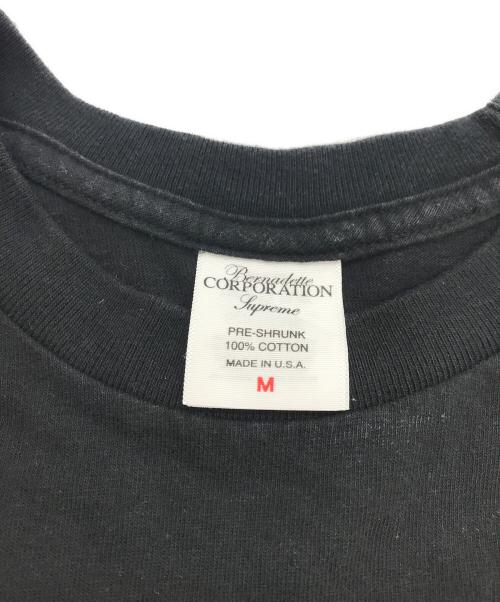 Bernadette
CORPORATION
Supreme
PRE-SHRUNK
100% COTTON
MADE IN U.S.A.
M